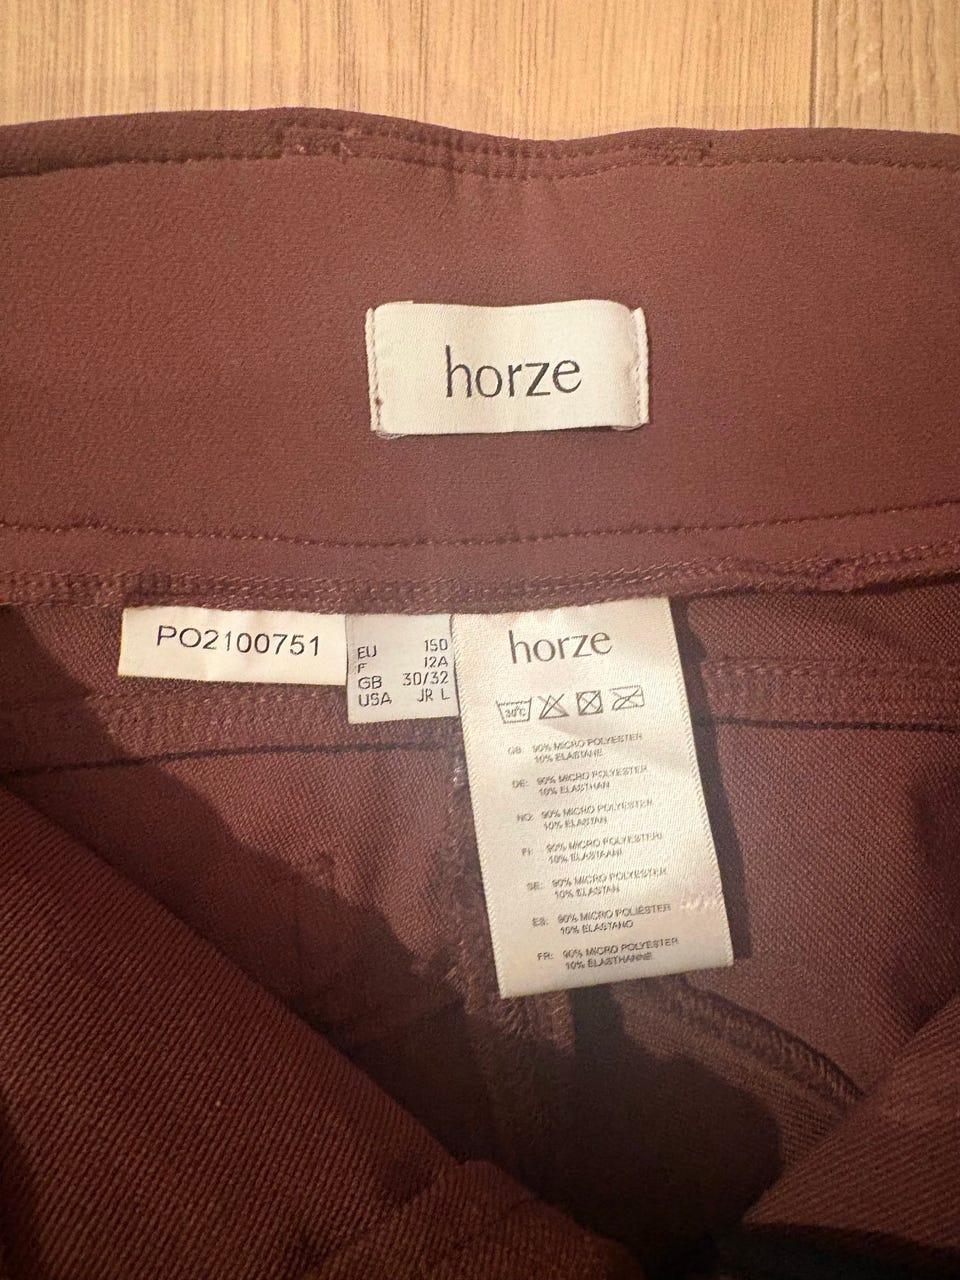 horze
PO2100751
EU 150
F 12A
GB 30/32
USA JR L
horze
30°C
GB: 90% MICRO POLYESTER
10% ELASTANE
DE: 90% MICRO POLYESTER
10% ELASTHAN
NO: 90% MICRO POLYESTER
10% ELASTAN
FI: 90% MICRO POLYESTERI
10% ELASTAANI
SE: 90% MICRO POLYESTER
10% ELASTAN
ES: 90% MICRO POLIÉSTER
10% ELASTANO
FR: 90% MICRO POLYESTER
10% ÉLASTHANNE